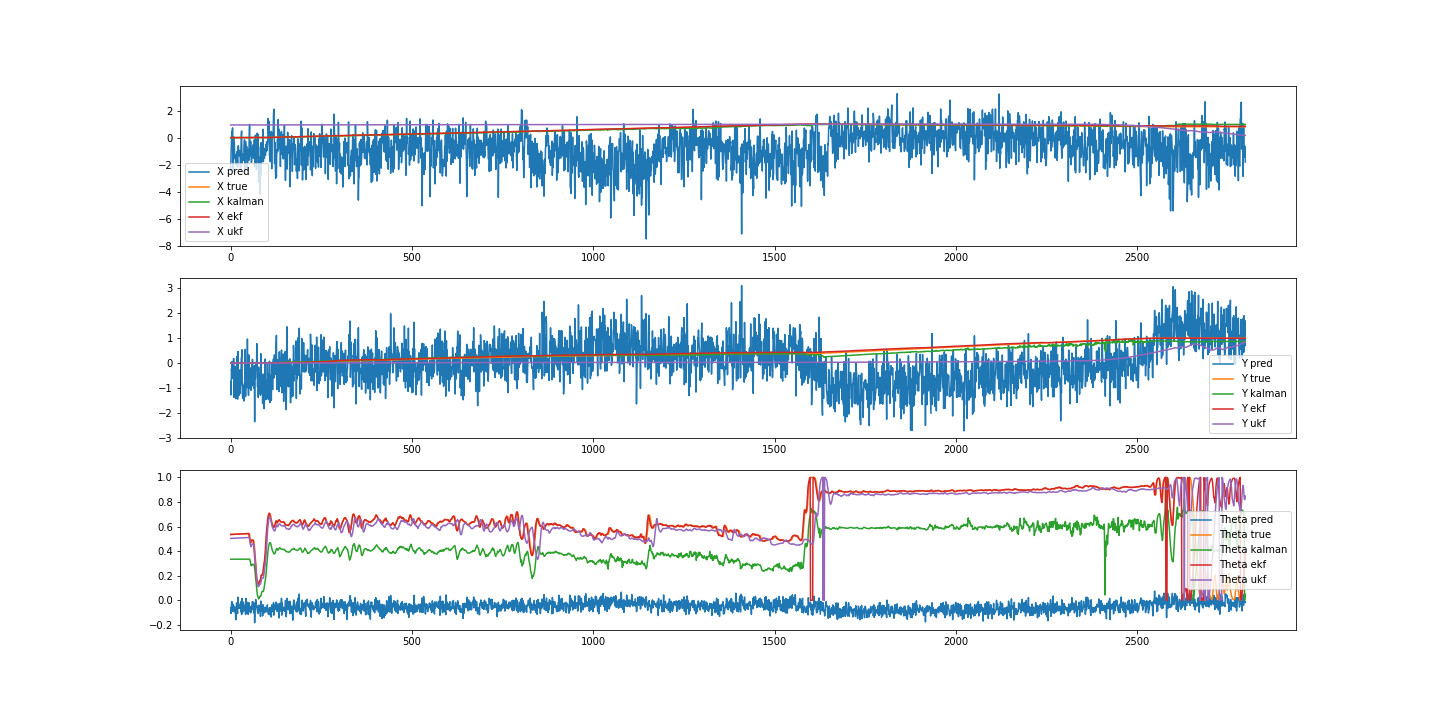 2
0
−2
−4
−6
−8
X pred
X true
X kalman
X ekf
X ukf
0 500 1000 1500 2000 2500
3
2
1
0
−1
−2
−3
Y pred
Y true
Y kalman
Y ekf
Y ukf
0 500 1000 1500 2000 2500
1.0
0.8
0.6
0.4
0.2
0.0
−0.2
Theta pred
Theta true
Theta kalman
Theta ekf
Theta ukf
0 500 1000 1500 2000 2500